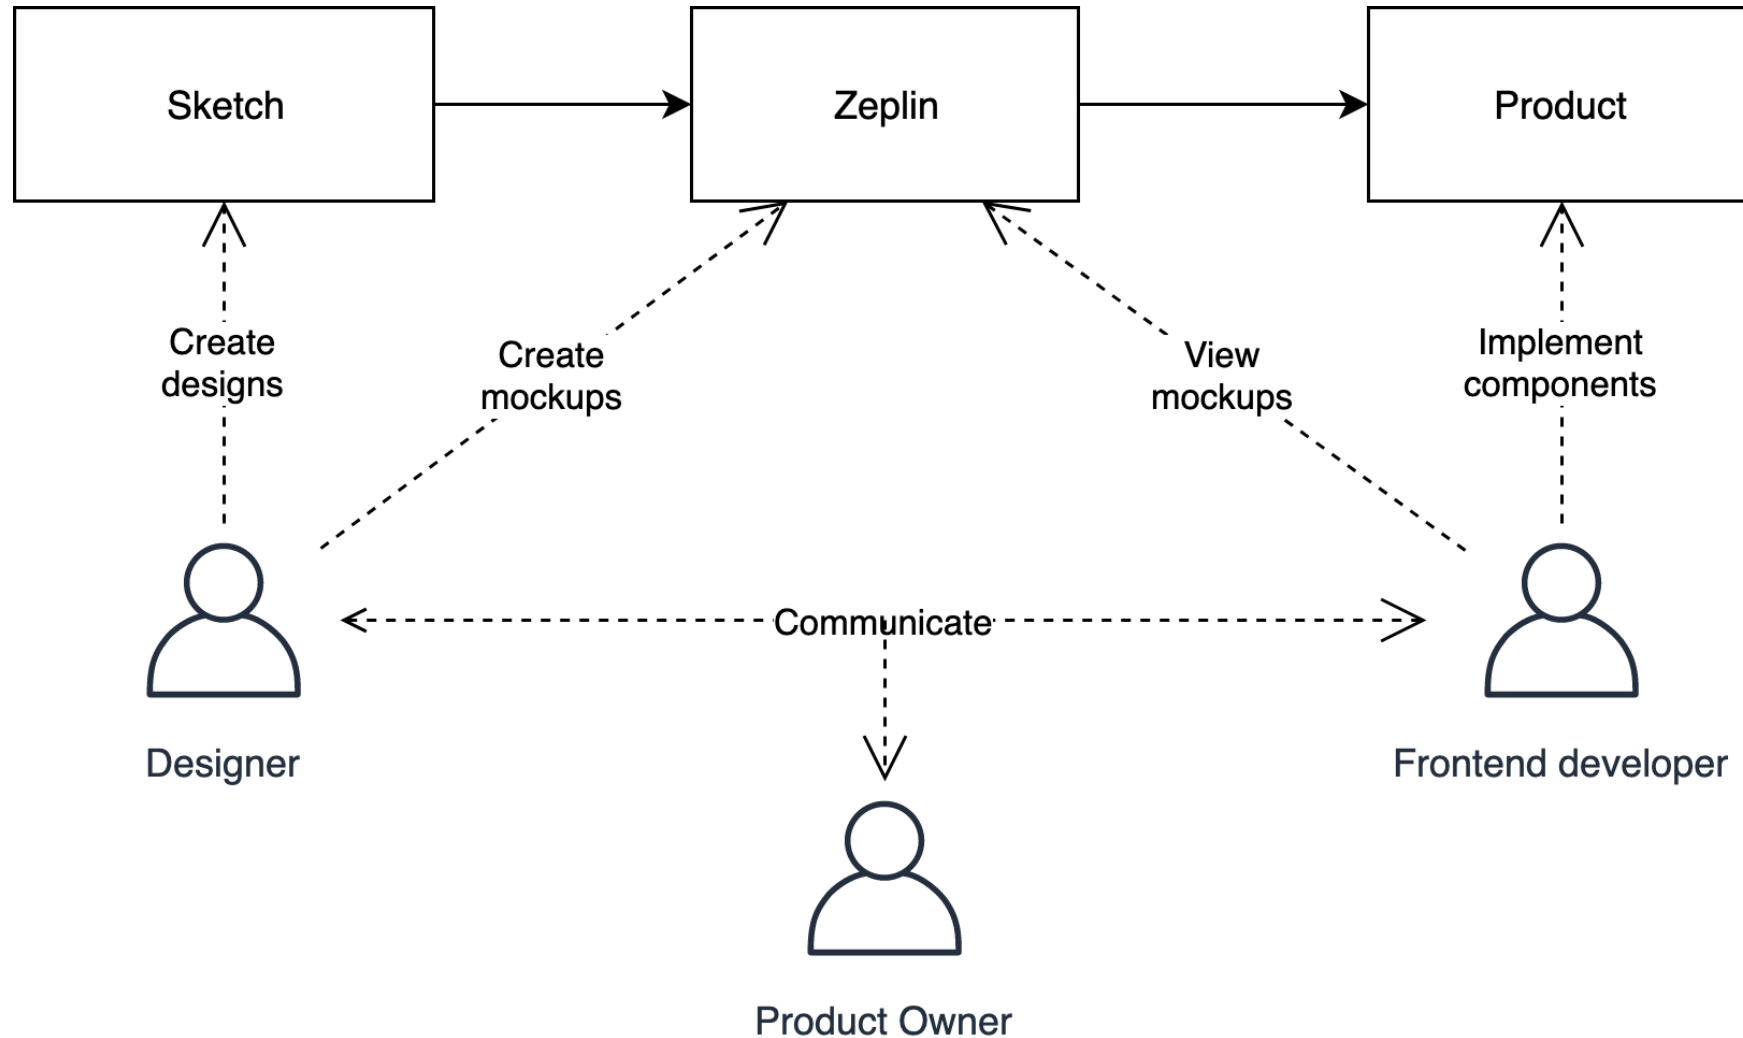 Sketch
Zeplin
Product
Create
designs
Create
mockups
View
mockups
Implement
components
Communicate
Designer
Frontend developer
Product Owner